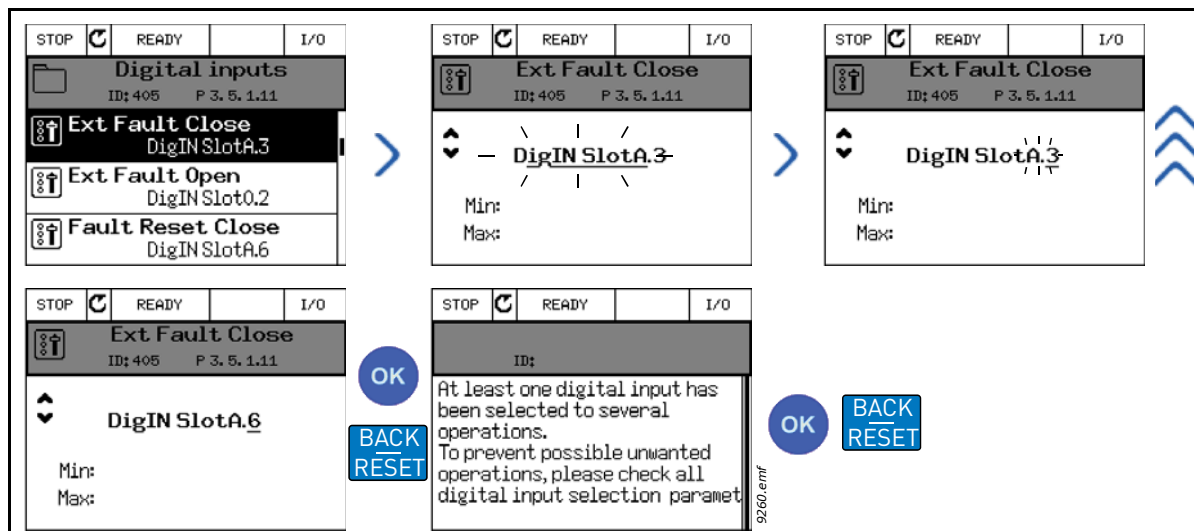 STOP READY I/O
Digital inputs
ID: 405 P 3. 5. 1.11
Ext Fault Close
DigIN SlotA.3
Ext Fault Open
DigIN Slot0.2
Fault Reset Close
DigIN SlotA.6
STOP READY I/O
Ext Fault Close
ID: 405 P 3. 5. 1.11
DigIN SlotA.3
Min:
Max:
STOP READY I/O
Ext Fault Close
ID: 405 P 3. 5. 1.11
DigIN SlotA.3
Min:
Max:
STOP READY I/O
Ext Fault Close
ID: 405 P 3. 5. 1.11
DigIN SlotA.6
Min:
Max:
OK
BACK
RESET
STOP READY I/O
ID:
At least one digital input has
been selected to several
operations.
To prevent possible unwanted
operations, please check all
digital input selection paramet
OK
BACK
RESET
9260.emf